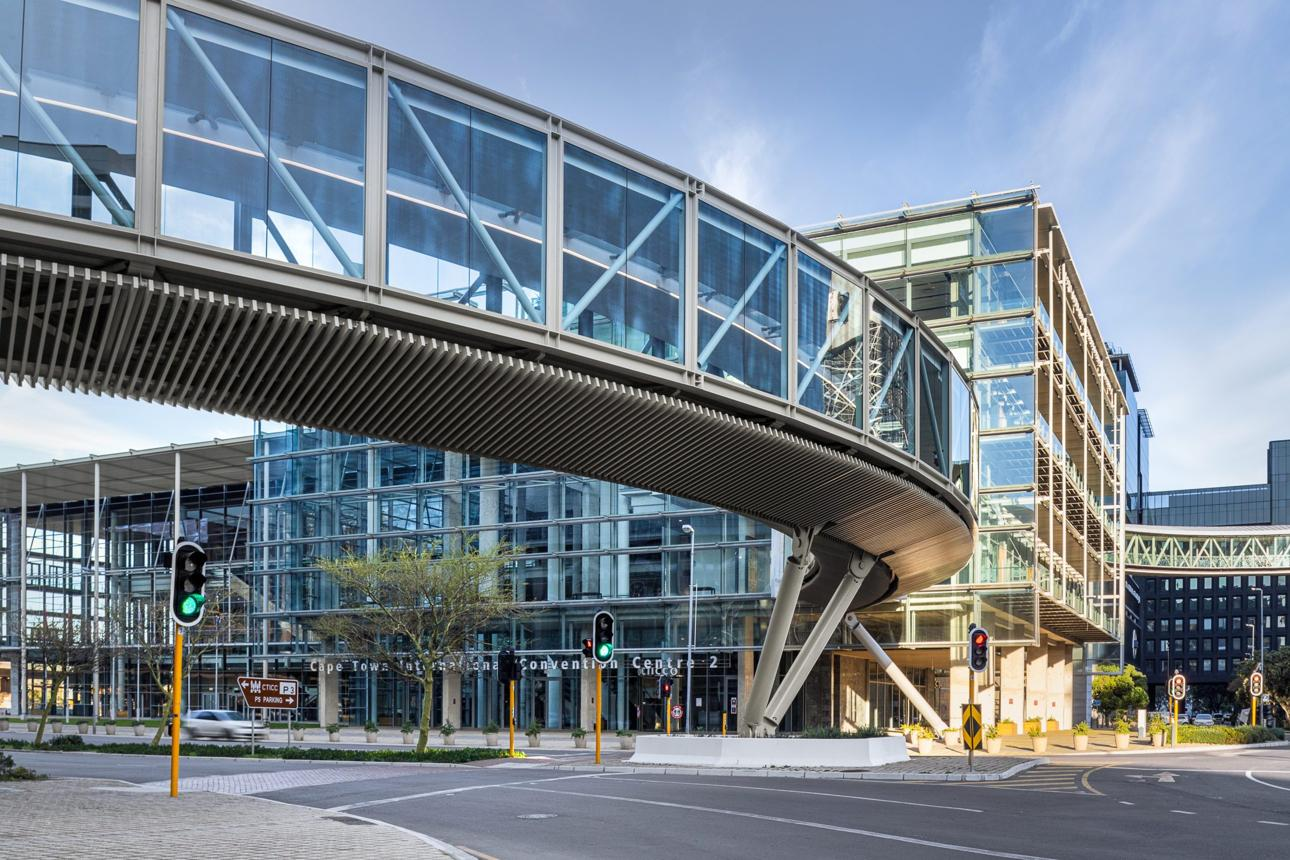 Cape Town International Convention Centre 2
CTICC
CTICC P3
P5 PARKING